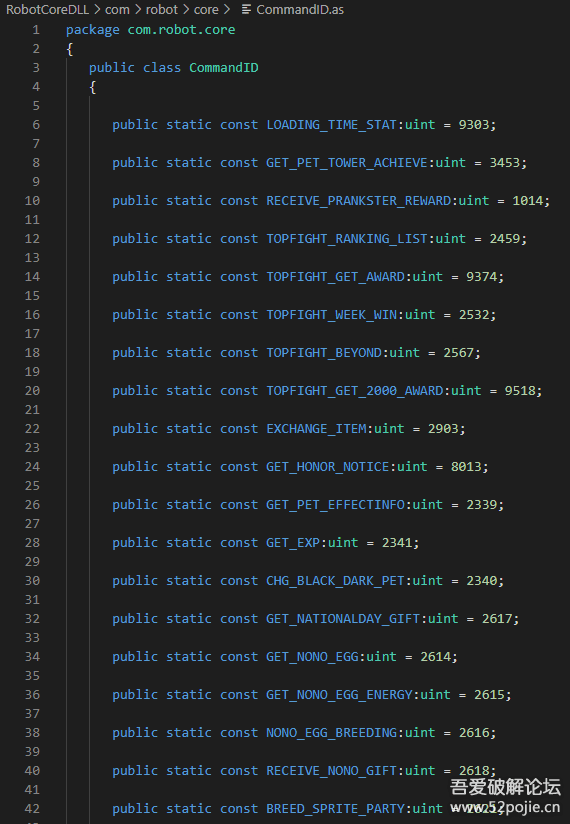 RobotCoreDLL > com > robot > core > CommandID.as
1 package com.robot.core
2 {
3 public class CommandID
4 {
5
6 public static const LOADING_TIME_STAT:uint = 9303;
7
8 public static const GET_PET_TOWER_ACHIEVE:uint = 3453;
9
10 public static const RECEIVE_PRANKSTER_REWARD:uint = 1014;
11
12 public static const TOPFIGHT_RANKING_LIST:uint = 2459;
13
14 public static const TOPFIGHT_GET_AWARD:uint = 9374;
15
16 public static const TOPFIGHT_WEEK_WIN:uint = 2532;
17
18 public static const TOPFIGHT_BEYOND:uint = 2567;
19
20 public static const TOPFIGHT_GET_2000_AWARD:uint = 9518;
21
22 public static const EXCHANGE_ITEM:uint = 2903;
23
24 public static const GET_HONOR_NOTICE:uint = 8013;
25
26 public static const GET_PET_EFFECTINFO:uint = 2339;
27
28 public static const GET_EXP:uint = 2341;
29
30 public static const CHG_BLACK_DARK_PET:uint = 2340;
31
32 public static const GET_NATIONALDAY_GIFT:uint = 2617;
33
34 public static const GET_NONO_EGG:uint = 2614;
35
36 public static const GET_NONO_EGG_ENERGY:uint = 2615;
37
38 public static const NONO_EGG_BREEDING:uint = 2616;
39
40 public static const RECEIVE_NONO_GIFT:uint = 2618;
41
42 public static const BREED_SPRITE_PARTY:uint =
吾爱破解论坛
www.52pojie.cn